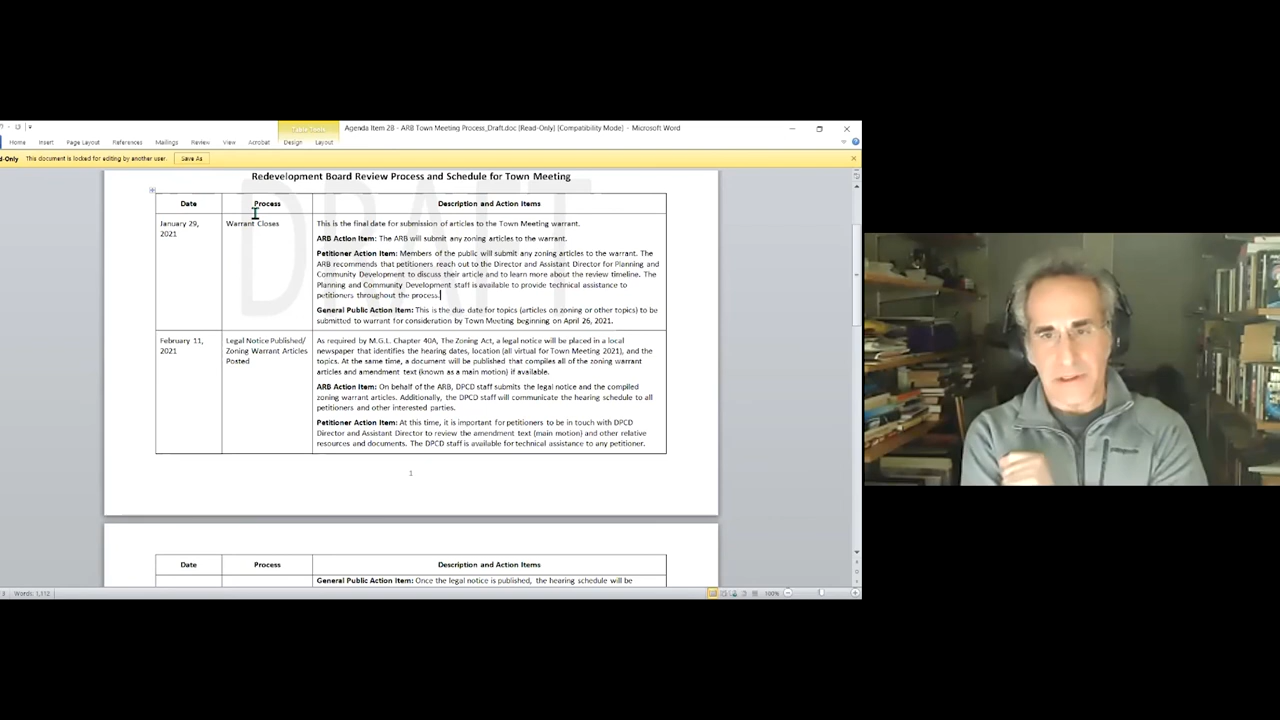 Table Tools
Agenda Item 2B - ARB Town Meeting Process_Draft.doc [Read-Only] [Compatibility Mode] - Microsoft Word
Home Insert Page Layout References Mailings Review View Acrobat Design Layout
d-Only This document is locked for editing by another user. Save As
DRAFT
Redevelopment Board Review Process and Schedule for Town Meeting
Date Process Description and Action Items
January 29,
2021
Warrant Closes
This is the final date for submission of articles to the Town Meeting warrant.
ARB Action Item: The ARB will submit any zoning articles to the warrant.
Petitioner Action Item: Members of the public will submit any zoning articles to the warrant. The
ARB recommends that petitioners reach out to the Director and Assistant Director for Planning and
Community Development to discuss their article and to learn more about the review timeline. The
Planning and Community Development staff is available to provide technical assistance to
petitioners throughout the process.
General Public Action Item: This is the due date for topics (articles on zoning or other topics) to be
submitted to warrant for consideration by Town Meeting beginning on April 26, 2021.
February 11,
2021
Legal Notice Published/
Zoning Warrant Articles
Posted
As required by M.G.L. Chapter 40A, The Zoning Act, a legal notice will be placed in a local
newspaper that identifies the hearing dates, location (all virtual for Town Meeting 2021), and the
topics. At the same time, a document will be published that compiles all of the zoning warrant
articles and amendment text (known as a main motion) if available.
ARB Action Item: On behalf of the ARB, DPCD staff submits the legal notice and the compiled
zoning warrant articles. Additionally, the DPCD staff will communicate the hearing schedule to all
petitioners and other interested parties.
Petitioner Action Item: At this time, it is important for petitioners to be in touch with DPCD
Director and Assistant Director to review the amendment text (main motion) and other relative
resources and documents. The DPCD staff is available for technical assistance to any petitioner.
1
Date Process Description and Action Items
General Public Action Item: Once the legal notice is published, the hearing schedule will be
Words: 1,112
100%
patagonia